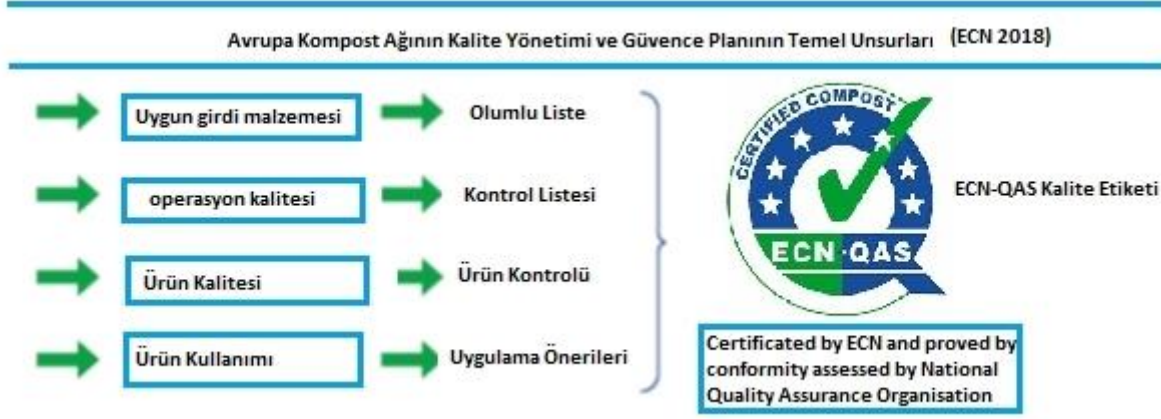 Avrupa Kompost Ağının Kalite Yönetimi ve Güvence Planının Temel Unsurları (ECN 2018)
Uygun girdi malzemesi
Olumlu Liste
operasyon kalitesi
Kontrol Listesi
Ürün Kalitesi
Ürün Kontrolü
Ürün Kullanımı
Uygulama Önerileri
CERTIFIED COMPOST
ECN-QAS
ECN-QAS Kalite Etiketi
Certificated by ECN and proved by
conformity assessed by National
Quality Assurance Organisation